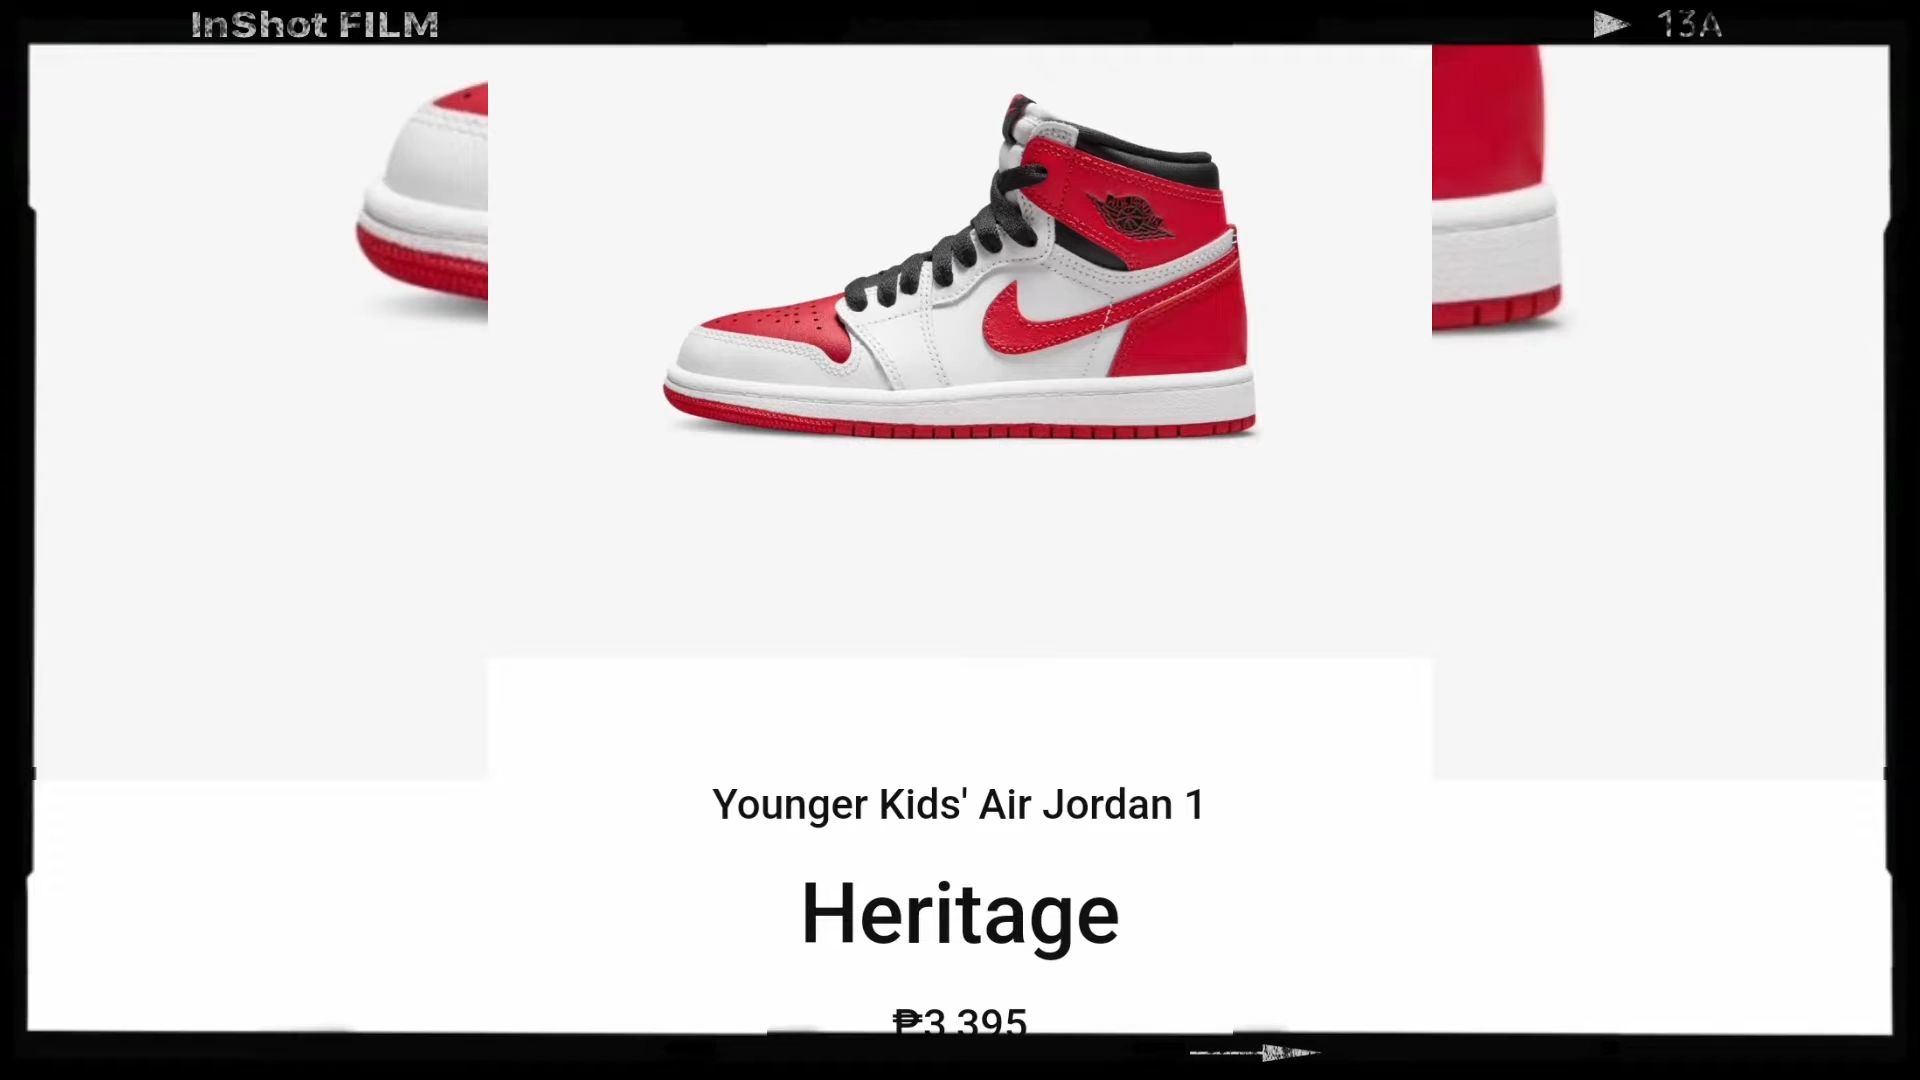 InShot FILM
13A
Younger Kids' Air Jordan 1
Heritage
₱3,395